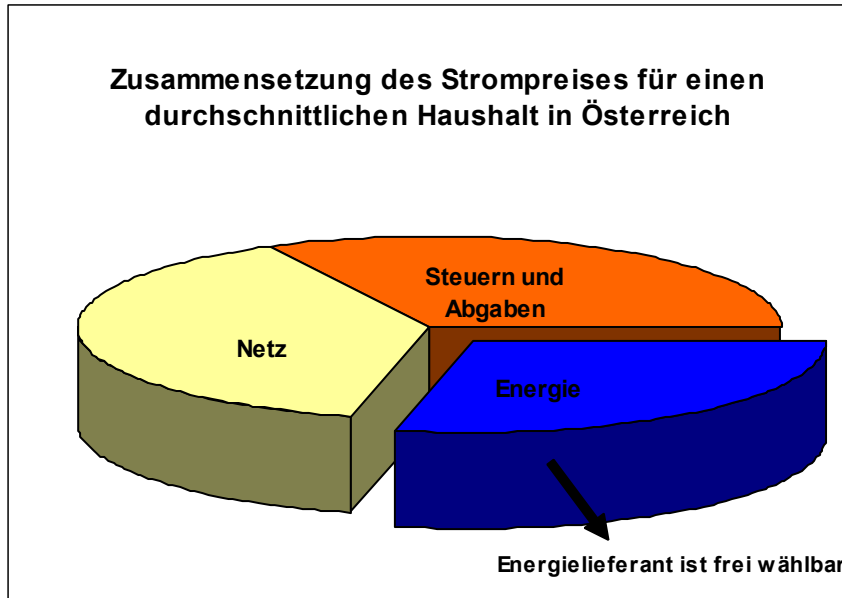 Zusammensetzung des Strompreises für einen
durchschnittlichen Haushalt in Österreich
Steuern und
Abgaben
Netz
Energie
Energielieferant ist frei wählbar